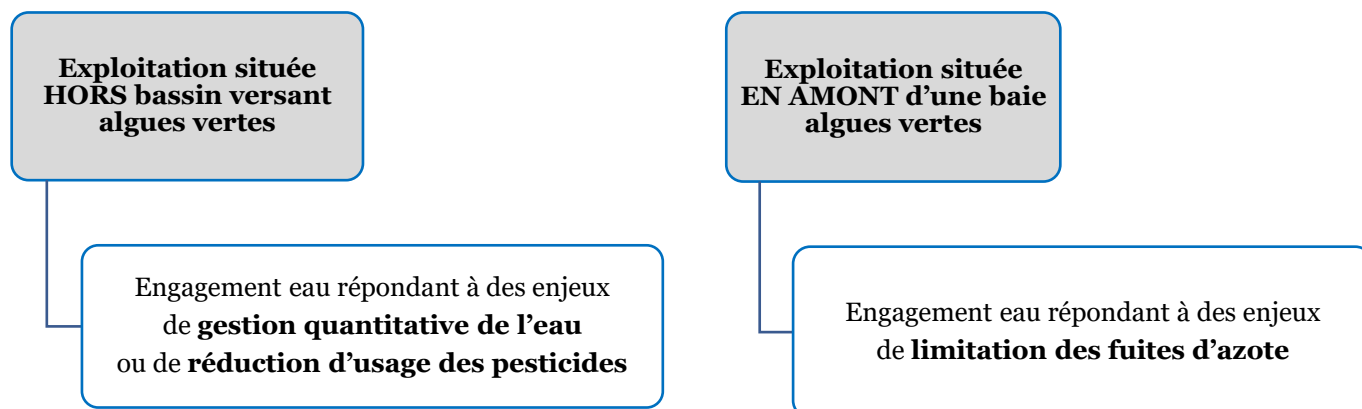 Exploitation située
HORS bassin versant
algues vertes
Engagement eau répondant à des enjeux
de gestion quantitative de l’eau
ou de réduction d’usage des pesticides
Exploitation située
EN AMONT d’une baie
algues vertes
Engagement eau répondant à des enjeux
de limitation des fuites d’azote